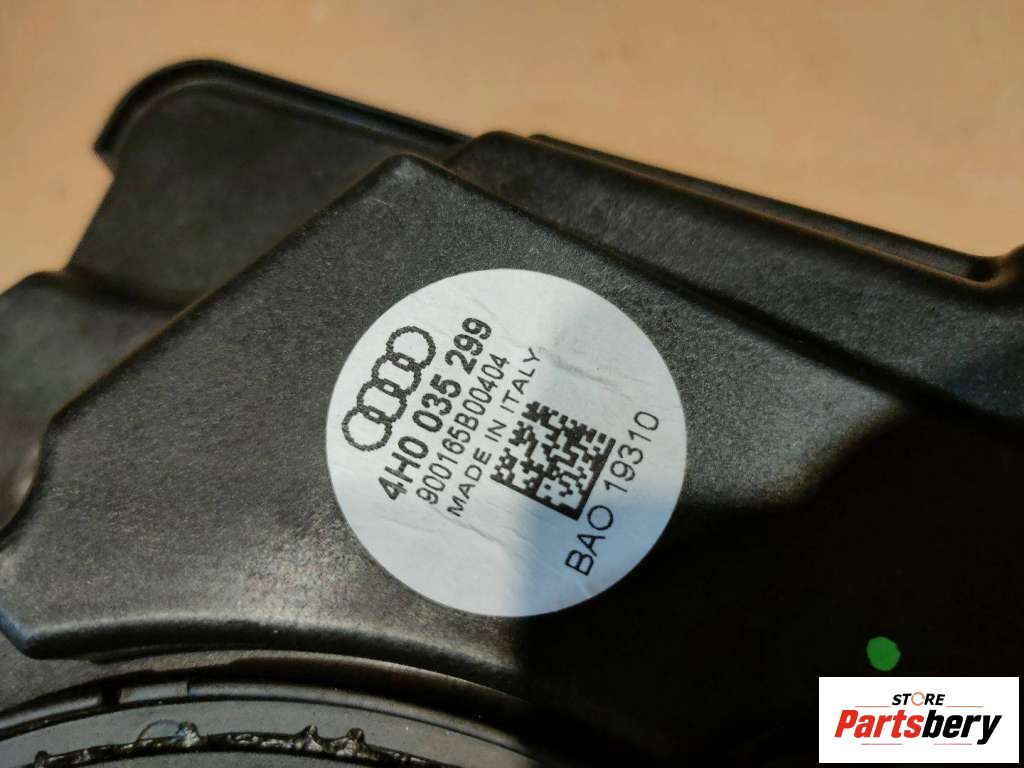 4H0 035 299
900165B00404
MADE IN ITALY
BAO 19310
STORE
Partsbery